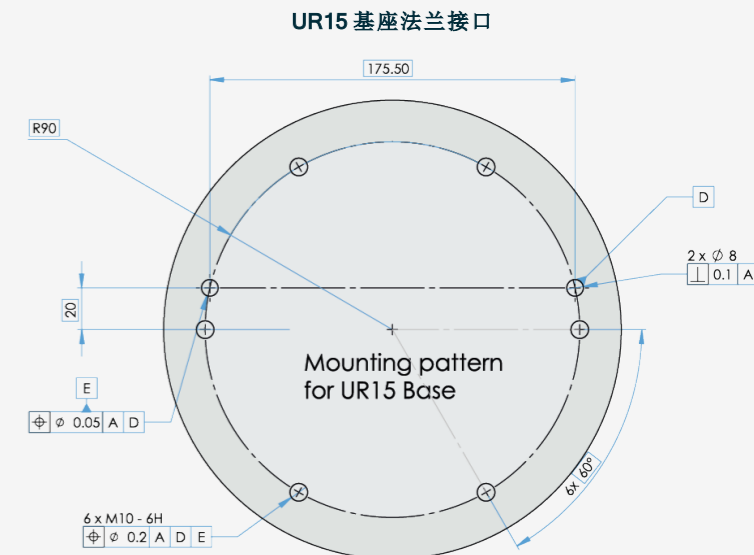 UR15 基座法兰接口
175.50
R90
D
2 x ∅ 8
⊥ 0.1 A
20
Mounting pattern
for UR15 Base
E
⌖ ∅ 0.05 A D
6x 60°
6 x M10 - 6H
⌖ ∅ 0.2 A D E